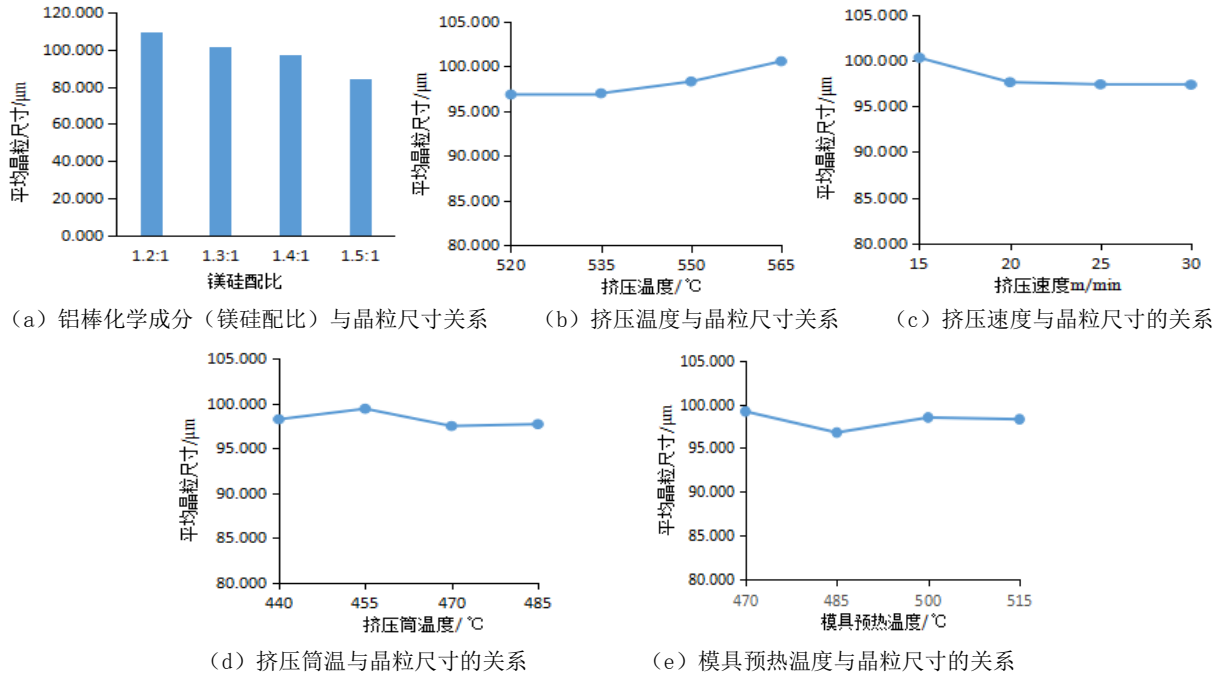 120.000
100.000
80.000
60.000
40.000
20.000
0.000
平均晶粒尺寸/μm
1.2:1 1.3:1 1.4:1 1.5:1
镁硅配比
105.000
100.000
95.000
90.000
85.000
80.000
平均晶粒尺寸/μm
520 535 550 565
挤压温度/℃
105.000
100.000
95.000
90.000
85.000
80.000
平均晶粒尺寸/μm
15 20 25 30
挤压速度m/min
（a）铝棒化学成分（镁硅配比）与晶粒尺寸关系
（b）挤压温度与晶粒尺寸关系
（c）挤压速度与晶粒尺寸的关系
105.000
100.000
95.000
90.000
85.000
80.000
平均晶粒尺寸/μm
440 455 470 485
挤压筒温度/℃
105.000
100.000
95.000
90.000
85.000
80.000
平均晶粒尺寸/μm
470 485 500 515
模具预热温度/℃
（d）挤压筒温与晶粒尺寸的关系
（e）模具预热温度与晶粒尺寸的关系